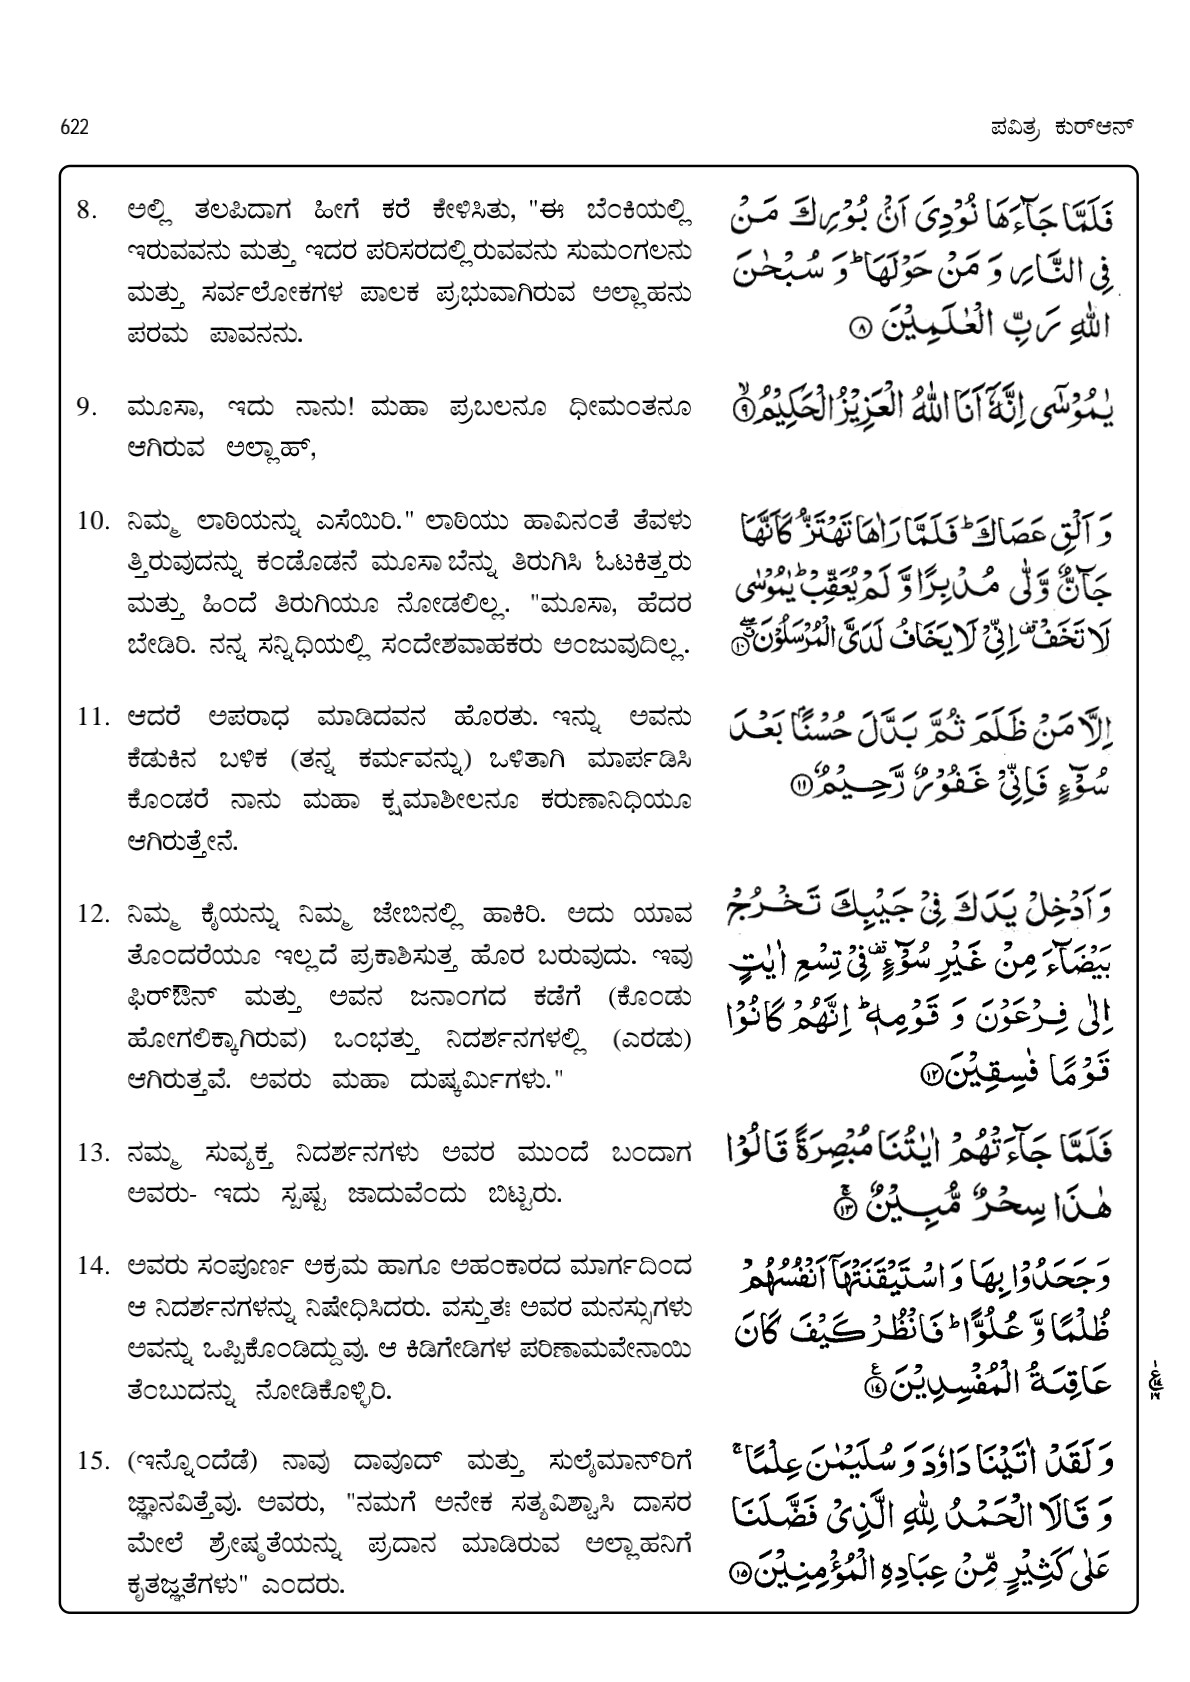 622
ಪವಿತ್ರ ಕುರ್‌ಆನ್
8. ಅಲ್ಲಿ ತಲಪಿದಾಗ ಹೀಗೆ ಕರೆ ಕೇಳಿಸಿತು, "ಈ ಬೆಂಕಿಯಲ್ಲಿ
ಇರುವವನು ಮತ್ತು ಇದರ ಪರಿಸರದಲ್ಲಿರುವವನು ಸುಮಂಗಲನು
ಮತ್ತು ಸರ್ವಲೋಕಗಳ ಪಾಲಕ ಪ್ರಭುವಾಗಿರುವ ಅಲ್ಲಾಹನು
ಪರಮ ಪಾವನನು.
فَلَمَّا جَآءَهَا نُوْدِیَ اَنْۢ بُوْرِكَ مَنْ
فِی النَّارِ وَ مَنْ حَوْلَهَا ؕ وَ سُبْحٰنَ
اللّٰهِ رَبِّ الْعٰلَمِیْنَ ۝۸
9. ಮೂಸಾ, ಇದು ನಾನು! ಮಹಾ ಪ್ರಬಲನೂ ಧೀಮಂತನೂ
ಆಗಿರುವ ಅಲ್ಲಾಹ್,
یٰمُوْسٰۤی اِنَّهٗۤ اَنَا اللّٰهُ الْعَزِیْزُ الْحَكِیْمُ ۝۹ۙ
10. ನಿಮ್ಮ ಲಾಠಿಯನ್ನು ಎಸೆಯಿರಿ." ಲಾಠಿಯು ಹಾವಿನಂತೆ ತೆವಳು
ತ್ತಿರುವುದನ್ನು ಕಂಡೊಡನೆ ಮೂಸಾ ಬೆನ್ನು ತಿರುಗಿಸಿ ಓಟಕಿತ್ತರು
ಮತ್ತು ಹಿಂದೆ ತಿರುಗಿಯೂ ನೋಡಲಿಲ್ಲ. "ಮೂಸಾ, ಹೆದರ
ಬೇಡಿರಿ. ನನ್ನ ಸನ್ನಿಧಿಯಲ್ಲಿ ಸಂದೇಶವಾಹಕರು ಅಂಜುವುದಿಲ್ಲ.
وَ اَلْقِ عَصَاكَ ؕ فَلَمَّا رَاٰهَا تَهْتَزُّ كَاَنَّهَا
جَآنٌّ وَّلّٰی مُدْبِرًا وَّ لَمْ یُعَقِّبْ ؕ یٰمُوْسٰی
لَا تَخَفْ ۫ اِنِّیْ لَا یَخَافُ لَدَیَّ الْمُرْسَلُوْنَ ۝۱۰ۗۖ
11. ಆದರೆ ಅಪರಾಧ ಮಾಡಿದವನ ಹೊರತು. ಇನ್ನು ಅವನು
ಕೆಡುಕಿನ ಬಳಿಕ (ತನ್ನ ಕರ್ಮವನ್ನು) ಒಳಿತಾಗಿ ಮಾರ್ಪಡಿಸಿ
ಕೊಂಡರೆ ನಾನು ಮಹಾ ಕ್ಷಮಾಶೀಲನೂ ಕರುಣಾನಿಧಿಯೂ
ಆಗಿರುತ್ತೇನೆ.
اِلَّا مَنْ ظَلَمَ ثُمَّ بَدَّلَ حُسْنًۢا بَعْدَ
سُوْٓءٍ فَاِنِّیْ غَفُوْرٌ رَّحِیْمٌ ۝۱۱
12. ನಿಮ್ಮ ಕೈಯನ್ನು ನಿಮ್ಮ ಜೇಬಿನಲ್ಲಿ ಹಾಕಿರಿ. ಅದು ಯಾವ
ತೊಂದರೆಯೂ ಇಲ್ಲದೆ ಪ್ರಕಾಶಿಸುತ್ತ ಹೊರ ಬರುವುದು. ಇವು
ಫಿರ್‌ಔನ್ ಮತ್ತು ಅವನ ಜನಾಂಗದ ಕಡೆಗೆ (ಕೊಂಡು
ಹೋಗಲಿಕ್ಕಾಗಿರುವ) ಒಂಭತ್ತು ನಿದರ್ಶನಗಳಲ್ಲಿ (ಎರಡು)
ಆಗಿರುತ್ತವೆ. ಅವರು ಮಹಾ ದುಷ್ಕರ್ಮಿಗಳು."
وَ اَدْخِلْ یَدَكَ فِیْ جَیْبِكَ تَخْرُجْ
بَیْضَآءَ مِنْ غَیْرِ سُوْٓءٍ ۫ فِیْ تِسْعِ اٰیٰتٍ
اِلٰی فِرْعَوْنَ وَ قَوْمِهٖ ؕ اِنَّهُمْ كَانُوْا
قَوْمًا فٰسِقِیْنَ ۝۱۲
13. ನಮ್ಮ ಸುವ್ಯಕ್ತ ನಿದರ್ಶನಗಳು ಅವರ ಮುಂದೆ ಬಂದಾಗ
ಅವರು- ಇದು ಸ್ಪಷ್ಟ ಜಾದುವೆಂದು ಬಿಟ್ಟರು.
فَلَمَّا جَآءَتْهُمْ اٰیٰتُنَا مُبْصِرَةً قَالُوْا
هٰذَا سِحْرٌ مُّبِیْنٌ ۝۱۳ۚ
14. ಅವರು ಸಂಪೂರ್ಣ ಅಕ್ರಮ ಹಾಗೂ ಅಹಂಕಾರದ ಮಾರ್ಗದಿಂದ
ಆ ನಿದರ್ಶನಗಳನ್ನು ನಿಷೇಧಿಸಿದರು. ವಸ್ತುತಃ ಅವರ ಮನಸ್ಸುಗಳು
ಅವನ್ನು ಒಪ್ಪಿಕೊಂಡಿದ್ದುವು. ಆ ಕಿಡಿಗೇಡಿಗಳ ಪರಿಣಾಮವೇನಾಯಿ
ತೆಂಬುದನ್ನು ನೋಡಿಕೊಳ್ಳಿರಿ.
وَ جَحَدُوْا بِهَا وَ اسْتَیْقَنَتْهَاۤ اَنْفُسُهُمْ
ظُلْمًا وَّ عُلُوًّا ؕ فَانْظُرْ كَیْفَ كَانَ
عَاقِبَةُ الْمُفْسِدِیْنَ ۝۱۴
15. (ಇನ್ನೊಂದೆಡೆ) ನಾವು ದಾವೂದ್ ಮತ್ತು ಸುಲೈಮಾನ್‌ರಿಗೆ
ಜ್ಞಾನವಿತ್ತೆವು. ಅವರು, "ನಮಗೆ ಅನೇಕ ಸತ್ಯವಿಶ್ವಾಸಿ ದಾಸರ
ಮೇಲೆ ಶ್ರೇಷ್ಠತೆಯನ್ನು ಪ್ರದಾನ ಮಾಡಿರುವ ಅಲ್ಲಾಹನಿಗೆ
ಕೃತಜ್ಞತೆಗಳು" ಎಂದರು.
وَ لَقَدْ اٰتَیْنَا دَاوٗدَ وَ سُلَیْمٰنَ عِلْمًا ۚ
وَ قَالَا الْحَمْدُ لِلّٰهِ الَّذِیْ فَضَّلَنَا
عَلٰی كَثِیْرٍ مِّنْ عِبَادِهِ الْمُؤْمِنِیْنَ ۝۱۵